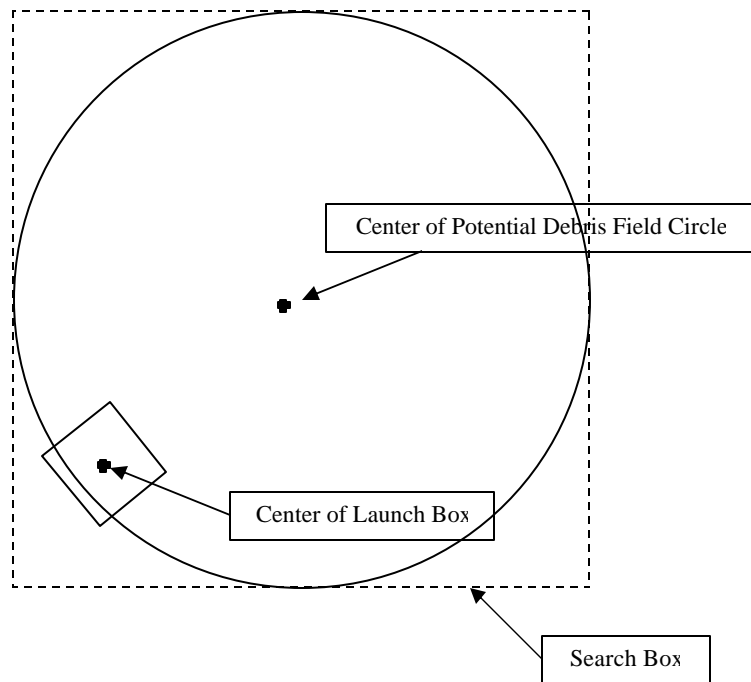 Center of Potential Debris Field Circle
Center of Launch Box
Search Box